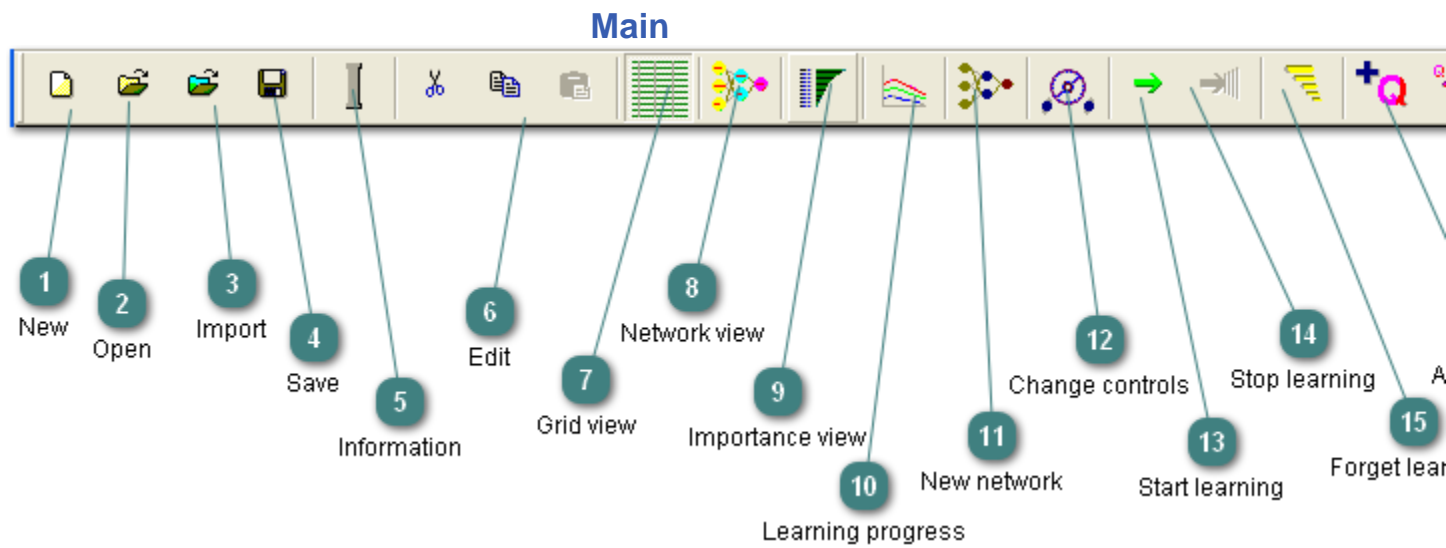 Main
1
New
2
Open
3
Import
4
Save
5
Information
6
Edit
7
Grid view
8
Network view
9
Importance view
10
Learning progress
11
New network
12
Change controls
13
Start learning
14
Stop learning
15
Forget lear
A
Q